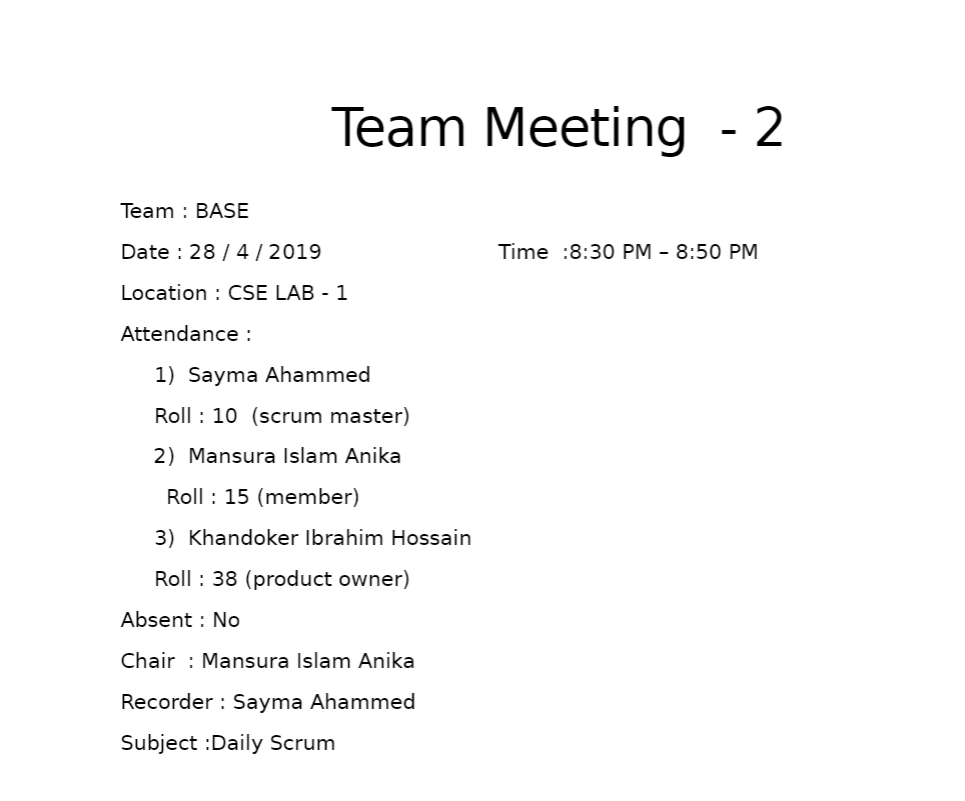 Team Meeting  - 2
Team : BASE
Date : 28 / 4 / 2019 Time  :8:30 PM – 8:50 PM
Location : CSE LAB - 1
Attendance :
1)  Sayma Ahammed
Roll : 10  (scrum master)
2)  Mansura Islam Anika
Roll : 15 (member)
3)  Khandoker Ibrahim Hossain
Roll : 38 (product owner)
Absent : No
Chair  : Mansura Islam Anika
Recorder : Sayma Ahammed
Subject :Daily Scrum